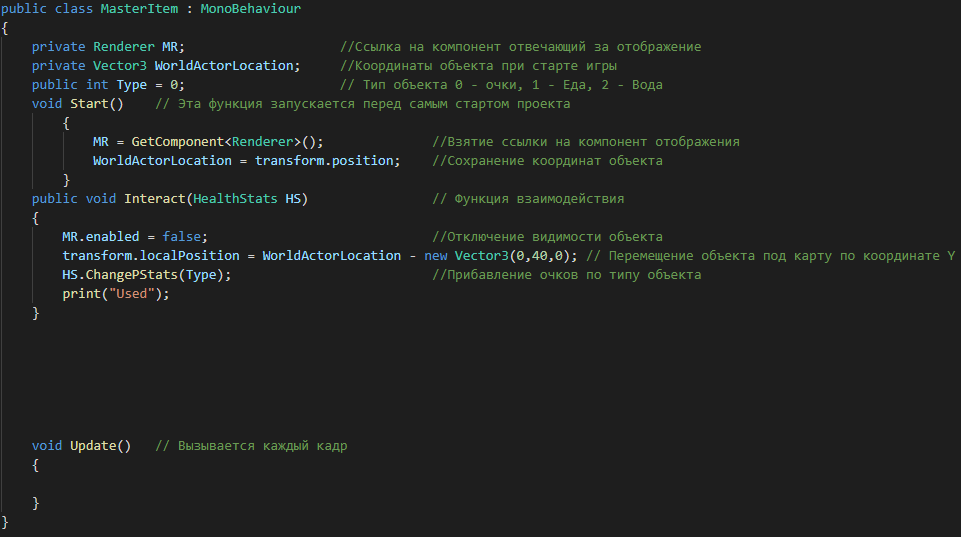 public class MasterItem : MonoBehaviour
{
private Renderer MR; //Ссылка на компонент отвечающий за отображение
private Vector3 WorldActorLocation; //Координаты объекта при старте игры
public int Type = 0; // Тип объекта 0 - очки, 1 - Еда, 2 - Вода
void Start() // Эта функция запускается перед самым стартом проекта
{
MR = GetComponent<Renderer>(); //Взятие ссылки на компонент отображения
WorldActorLocation = transform.position; //Сохранение координат объекта
}
public void Interact(HealthStats HS) // Функция взаимодействия
{
MR.enabled = false; //Отключение видимости объекта
transform.localPosition = WorldActorLocation - new Vector3(0,40,0); // Перемещение объекта под карту по координате Y
HS.ChangePStats(Type); //Прибавление очков по типу объекта
print("Used");
}
void Update() // Вызывается каждый кадр
{
}
}